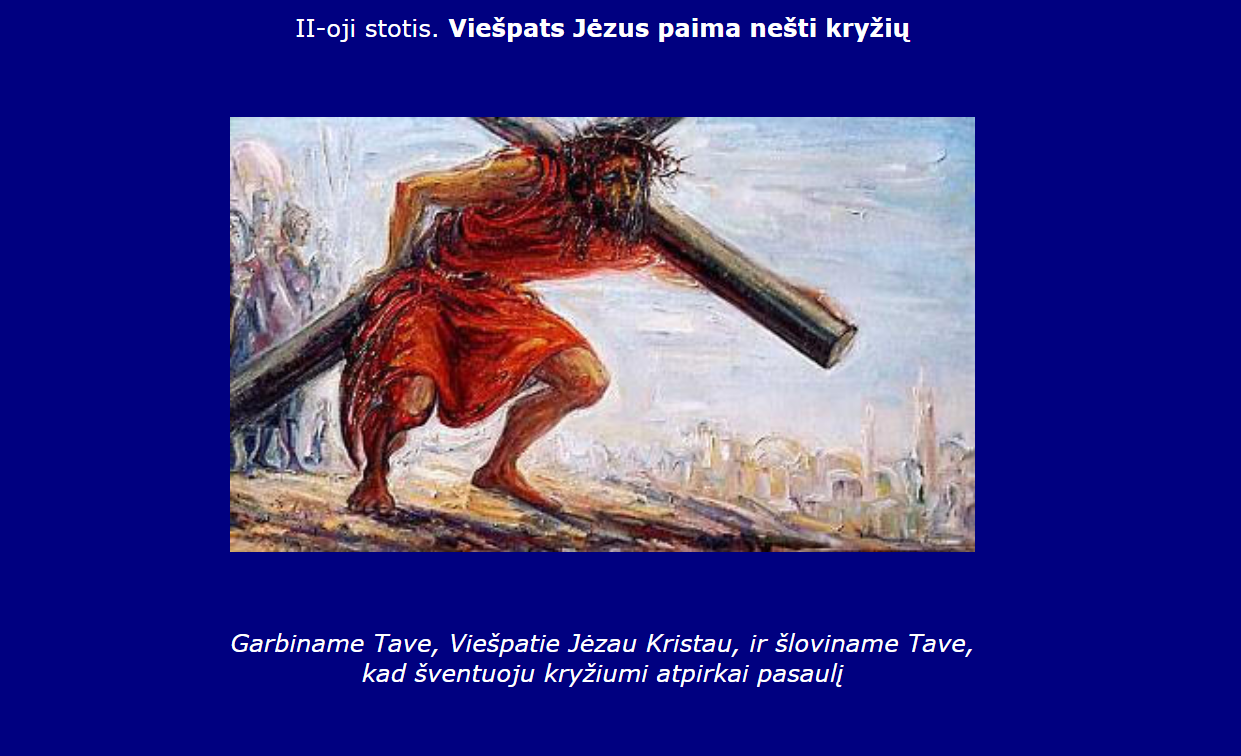 II-oji stotis. Viešpats Jėzus paima nešti kryžių
Garbiname Tave, Viešpatie Jėzau Kristau, ir šloviname Tave,
kad šventuoju kryžiumi atpirkai pasaulį